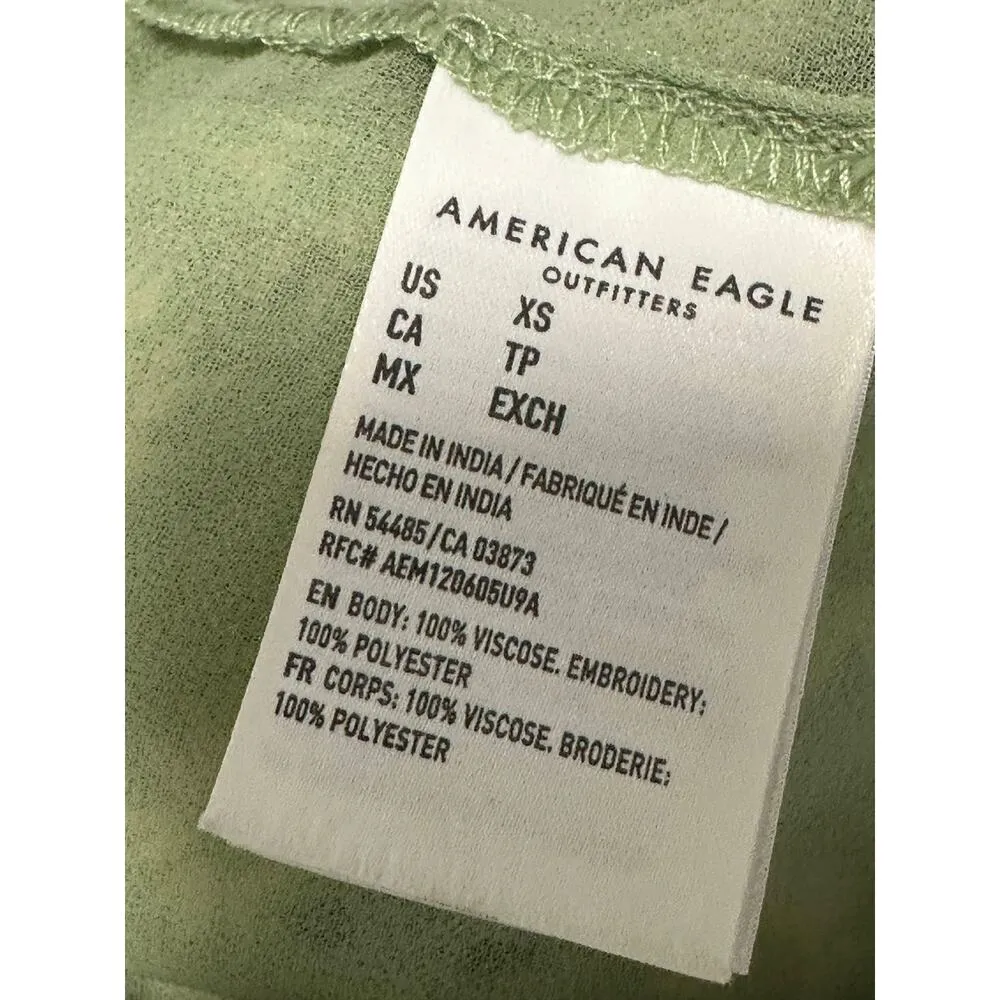 AMERICAN EAGLE
OUTFITTERS
US XS
CA TP
MX EXCH
MADE IN INDIA / FABRIQUÉ EN INDE /
HECHO EN INDIA
RN 54485 / CA 03873
RFC# AEM120605U9A
EN BODY: 100% VISCOSE. EMBROIDERY:
100% POLYESTER
FR CORPS: 100% VISCOSE. BRODERIE:
100% POLYESTER